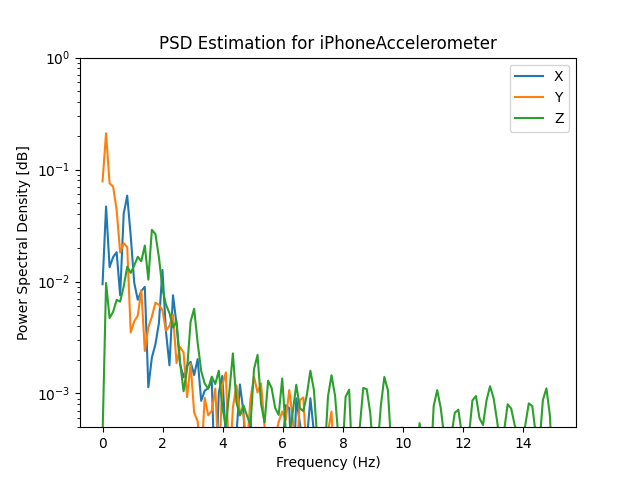 PSD Estimation for iPhoneAccelerometer
10⁰
10⁻¹
10⁻²
10⁻³
Power Spectral Density [dB]
X
Y
Z
0 2 4 6 8 10 12 14
Frequency (Hz)